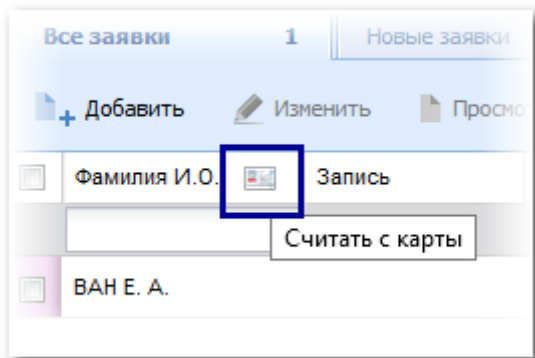 Все заявки 1 Новые заявки
Добавить Изменить Просмо
Фамилия И.О. Запись
Считать с карты
ВАН Е. А.